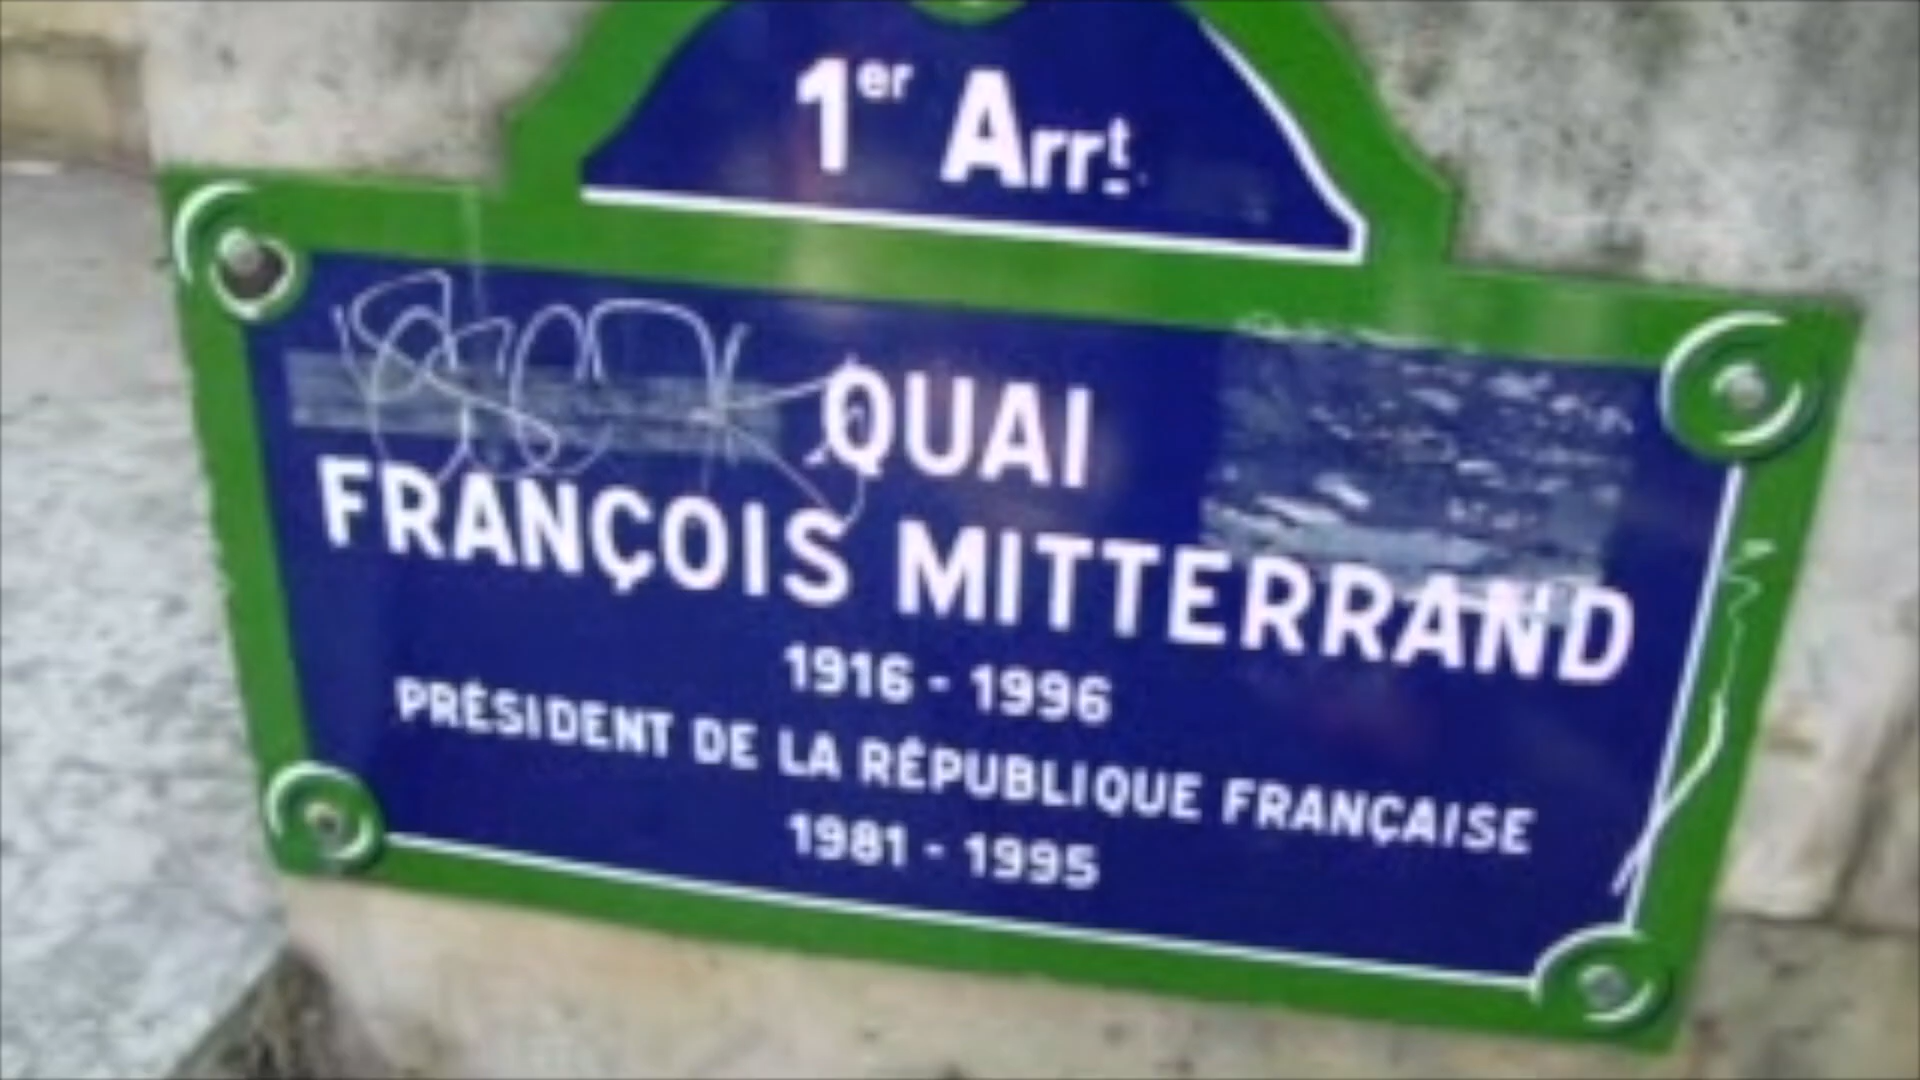 1er Arrt
QUAI
FRANÇOIS MITTERRAND
1916 - 1996
PRÉSIDENT DE LA RÉPUBLIQUE FRANÇAISE
1981 - 1995